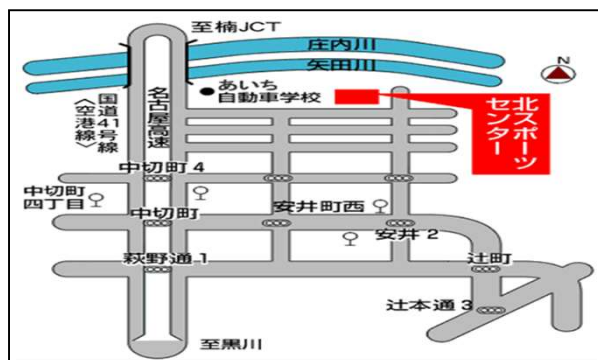 至楠JCT
庄内川
矢田川
N
あいち
自動車学校
北スポーツ
センター
名古屋高速
国道41号線
〈空港線〉
中切町4
中切町
四丁目
中切町
安井町西
安井2
萩野通1
辻町
辻本通3
至黒川